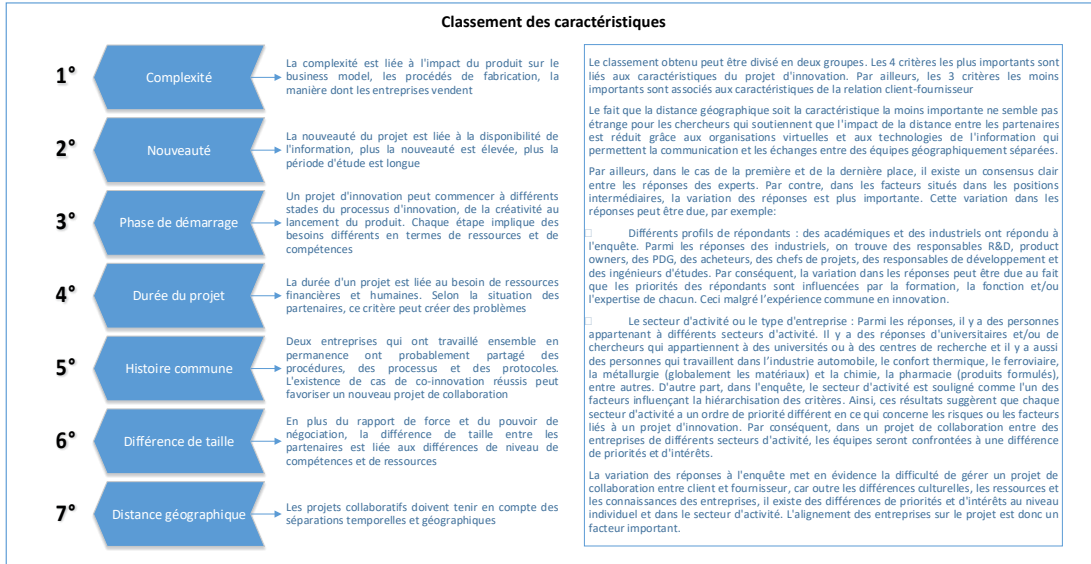 Classement des caractéristiques
1°
Complexité
La complexité est liée à l'impact du produit sur le
business model, les procédés de fabrication, la
manière dont les entreprises vendent
2°
Nouveauté
La nouveauté du projet est liée à la disponibilité de
l'information, plus la nouveauté est élevée, plus la
période d'étude est longue
3°
Phase de démarrage
Un projet d'innovation peut commencer à différents
stades du processus d'innovation, de la créativité au
lancement du produit. Chaque étape implique des
besoins différents en termes de ressources et de
compétences
4°
Durée du projet
La durée d'un projet est liée au besoin de ressources
financières et humaines. Selon la situation des
partenaires, ce critère peut créer des problèmes
5°
Histoire commune
Deux entreprises qui ont travaillé ensemble en
permanence ont probablement partagé des
procédures, des processus et des protocoles.
L'existence de cas de co-innovation réussis peut
favoriser un nouveau projet de collaboration
6°
Différence de taille
En plus du rapport de force et du pouvoir de
négociation, la différence de taille entre les
partenaires est liée aux différences de niveau de
compétences et de ressources
7°
Distance géographique
Les projets collaboratifs doivent tenir en compte des
séparations temporelles et géographiques
Le classement obtenu peut être divisé en deux groupes. Les 4 critères les plus importants sont
liés aux caractéristiques du projet d'innovation. Par ailleurs, les 3 critères les moins
importants sont associés aux caractéristiques de la relation client-fournisseur
Le fait que la distance géographique soit la caractéristique la moins importante ne semble pas
étrange pour les chercheurs qui soutiennent que l'impact de la distance entre les partenaires
est réduit grâce aux organisations virtuelles et aux technologies de l'information qui
permettent la communication et les échanges entre des équipes géographiquement séparées.
Par ailleurs, dans le cas de la première et de la dernière place, il existe un consensus clair
entre les réponses des experts. Par contre, dans les facteurs situés dans les positions
intermédiaires, la variation des réponses est plus importante. Cette variation dans les
réponses peut être due, par exemple:
Différents profils de répondants : des académiques et des industriels ont répondu à
l'enquête. Parmi les réponses des industriels, on trouve des responsables R&D, product
owners, des PDG, des acheteurs, des chefs de projets, des responsables de développement et
des ingénieurs d'études. Par conséquent, la variation dans les réponses peut être due au fait
que les priorités des répondants sont influencées par la formation, la fonction et/ou
l'expertise de chacun. Ceci malgré l'expérience commune en innovation.
Le secteur d'activité ou le type d'entreprise : Parmi les réponses, il y a des personnes
appartenant à différents secteurs d'activité. Il y a des réponses d'universitaires et/ou de
chercheurs qui appartiennent à des universités ou à des centres de recherche et il y a aussi
des personnes qui travaillent dans l'industrie automobile, le confort thermique, le ferroviaire,
la métallurgie (globalement les matériaux) et la chimie, la pharmacie (produits formulés),
entre autres. D'autre part, dans l'enquête, le secteur d'activité est souligné comme l'un des
facteurs influençant la hiérarchisation des critères. Ainsi, ces résultats suggèrent que chaque
secteur d'activité a un ordre de priorité différent en ce qui concerne les risques ou les facteurs
liés à un projet d'innovation. Par conséquent, dans un projet de collaboration entre des
entreprises de différents secteurs d'activité, les équipes seront confrontées à une différence
de priorités et d'intérêts.
La variation des réponses à l'enquête met en évidence la difficulté de gérer un projet de
collaboration entre client et fournisseur, car outre les différences culturelles, les ressources et
les connaissances des entreprises, il existe des différences de priorités et d'intérêts au niveau
individuel et dans le secteur d'activité. L'alignement des entreprises sur le projet est donc un
facteur important.